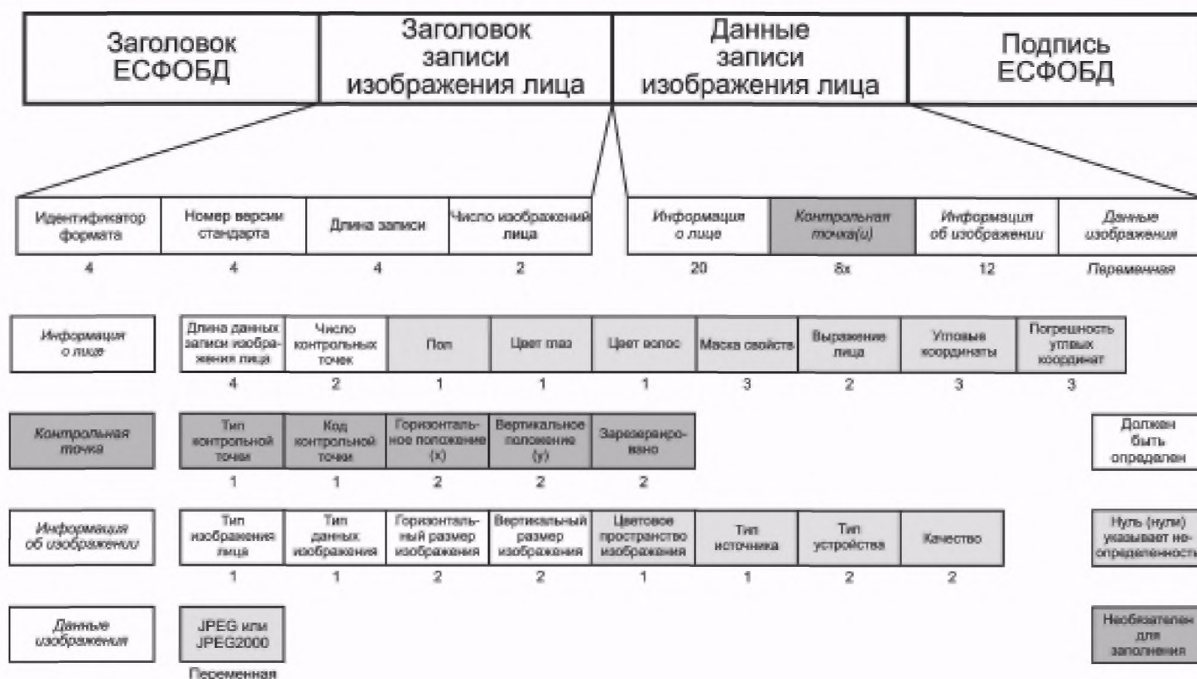 Заголовок
ЕСФОБД
Заголовок
записи
изображения лица
Данные
записи
изображения лица
Подпись
ЕСФОБД
Идентификатор
формата
Номер версии
стандарта
Длина записи
Число изображений
лица
Информация
о лице
Контрольная
точка(и)
Информация
об изображении
Данные
изображения
4
4
4
2
20
8х
12
Переменная
Информация
о лице
Длина данных
записи изобра-
жения лица
Число
контрольных
точек
Пол
Цвет глаз
Цвет волос
Маска свойств
Выражение
лица
Угловые
координаты
Погрешность
углвых
координат
4
2
1
1
1
3
2
3
3
Контрольная
точка
Тип
контрольной
точки
Код
контрольной
точки
Горизонталь-
ное положение
(x)
Вертикальное
положение
(y)
Зарезервиро-
вано
Должен
быть
определен
1
1
2
2
2
Информация
об изображении
Тип
изображения
лица
Тип
данных
изображения
Горизонталь-
ный размер
изображения
Вертикальный
размер
изображения
Цветовое
пространство
изображения
Тип
источника
Тип
устройства
Качество
Нуль (нули)
указывает не-
определенность
1
1
2
2
1
1
2
2
Данные
изображения
JPEG или
JPEG2000
Необязателен
для
заполнения
Переменная